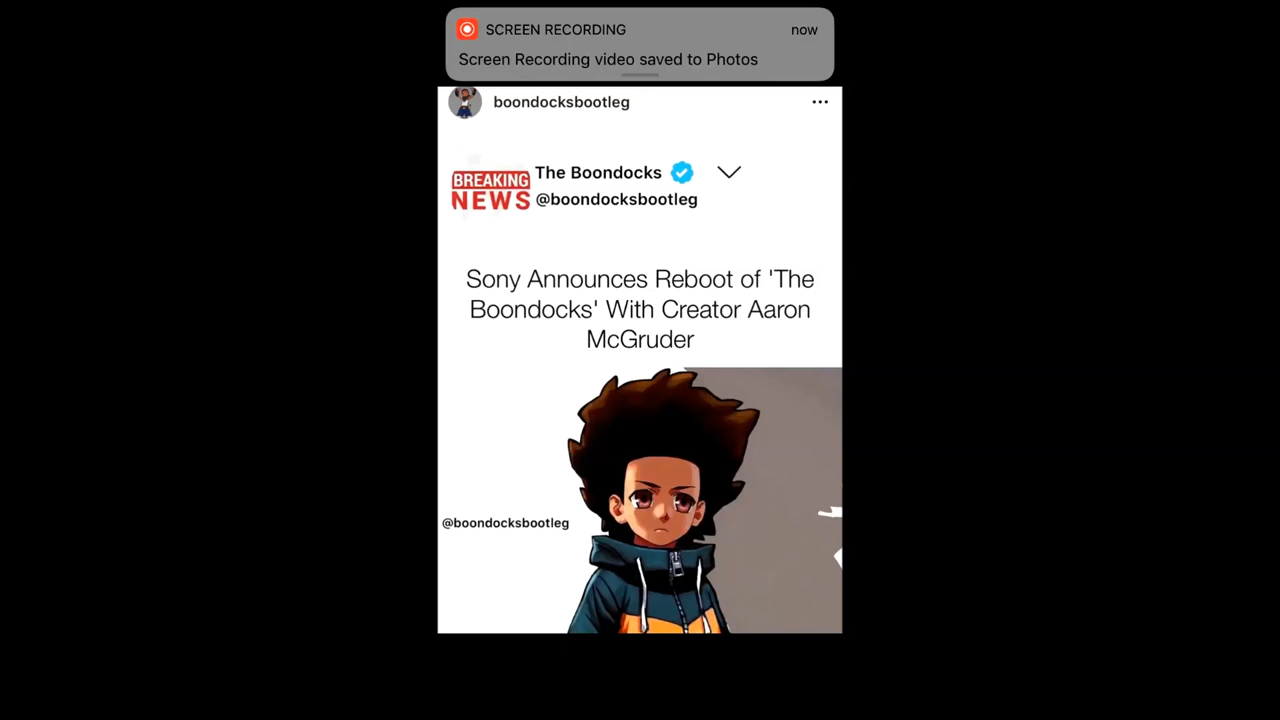 SCREEN RECORDING now
Screen Recording video saved to Photos
boondocksbootleg
BREAKING
NEWS
The Boondocks
@boondocksbootleg
Sony Announces Reboot of 'The
Boondocks' With Creator Aaron
McGruder
@boondocksbootleg